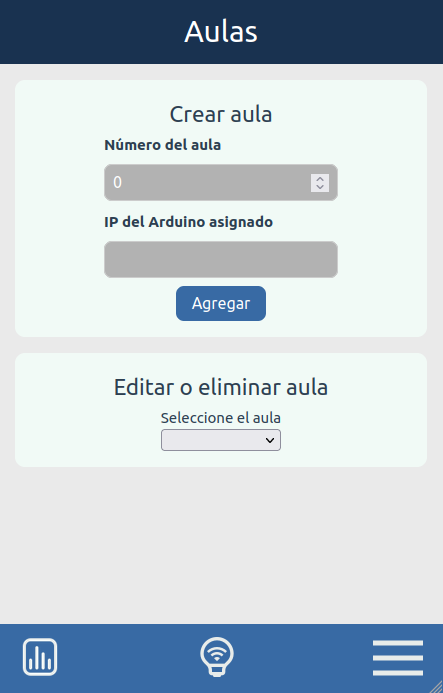 Aulas
Crear aula
Número del aula
0
IP del Arduino asignado
Agregar
Editar o eliminar aula
Seleccione el aula